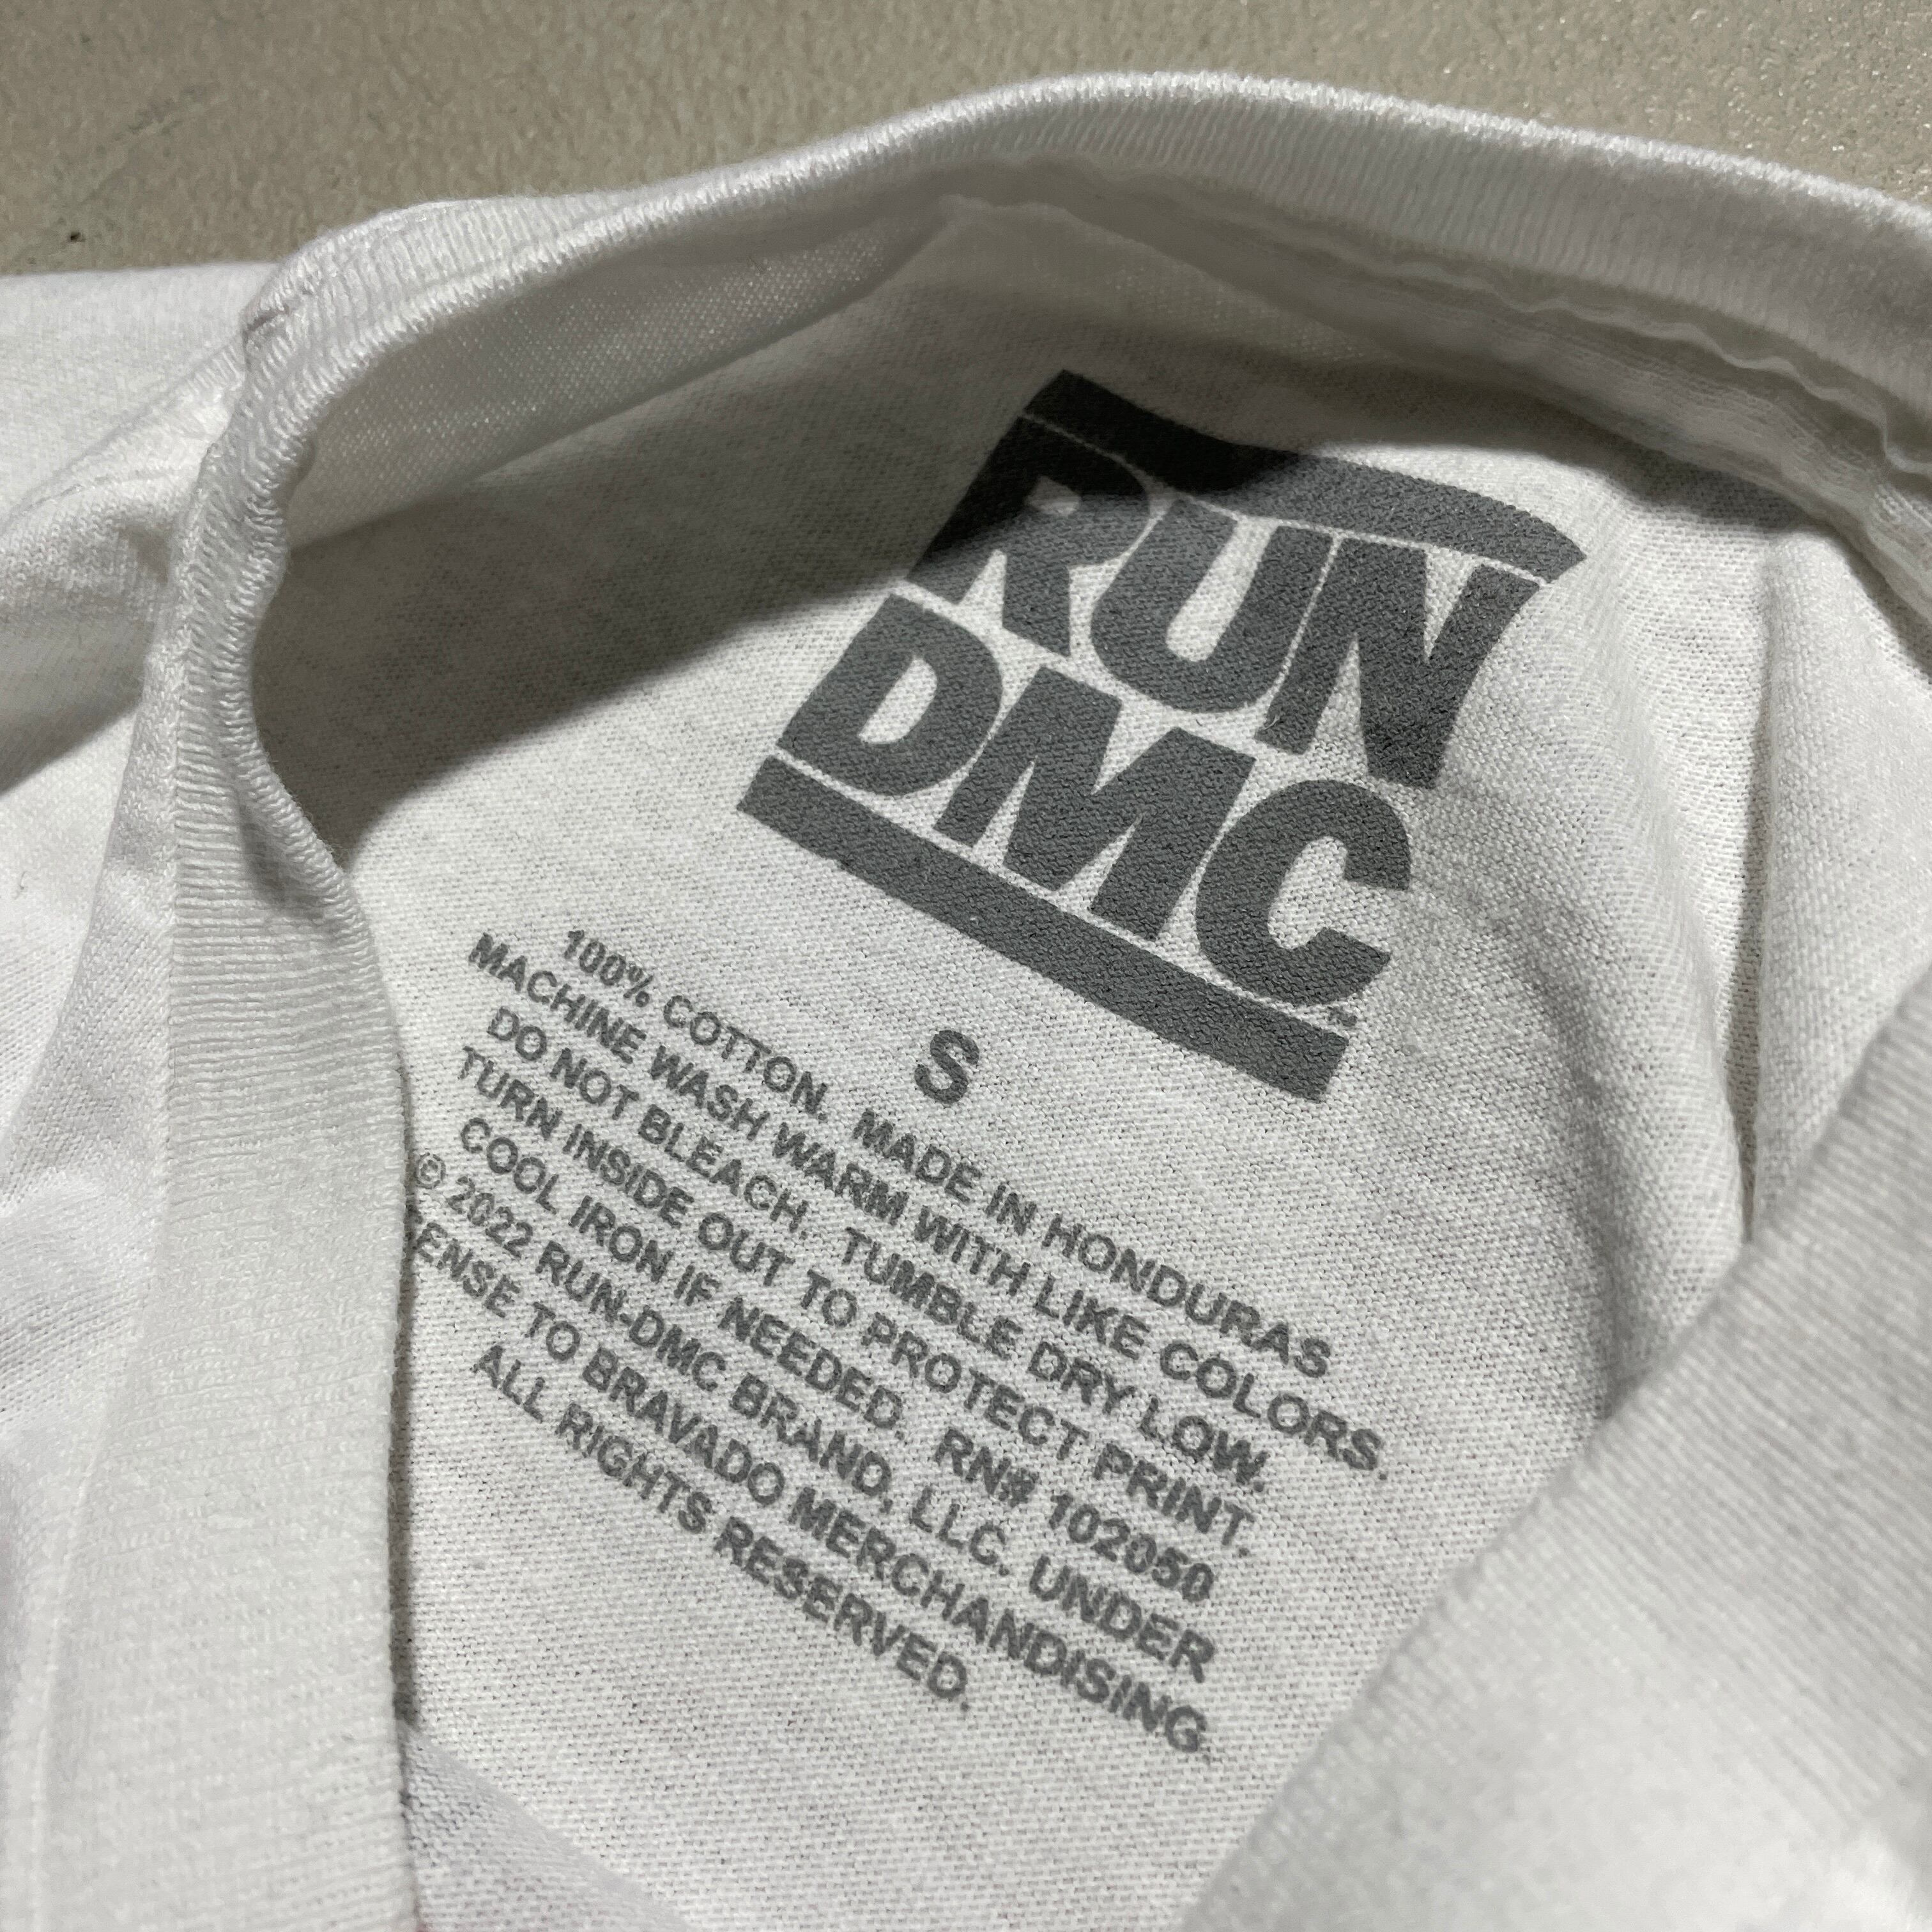 RUN
DMC
™
S
100% COTTON. MADE IN HONDURAS
MACHINE WASH WARM WITH LIKE COLORS.
DO NOT BLEACH. TUMBLE DRY LOW.
TURN INSIDE OUT TO PROTECT PRINT.
COOL IRON IF NEEDED. RN# 102050
© 2022 RUN-DMC BRAND, LLC. UNDER
TO BRAVADO MERCHANDISING.
ALL RIGHTS RESERVED.